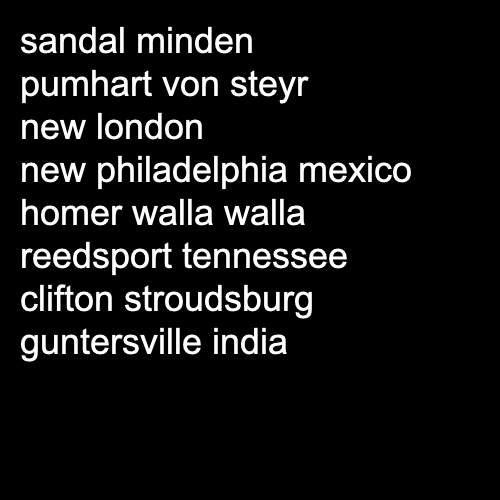 sandal minden
pumhart von steyr
new london
new philadelphia mexico
homer walla walla
reedsport tennessee
clifton stroudsburg
guntersville india